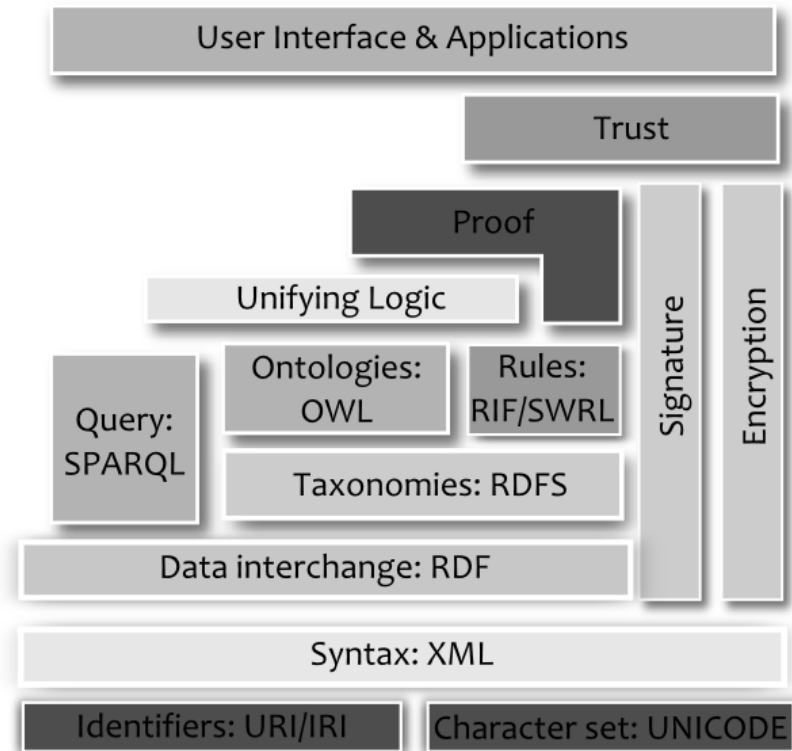 User Interface & Applications
Trust
Proof
Unifying Logic
Ontologies:
OWL
Rules:
RIF/SWRL
Query:
SPARQL
Taxonomies: RDFS
Signature
Encryption
Data interchange: RDF
Syntax: XML
Identifiers: URI/IRI
Character set: UNICODE